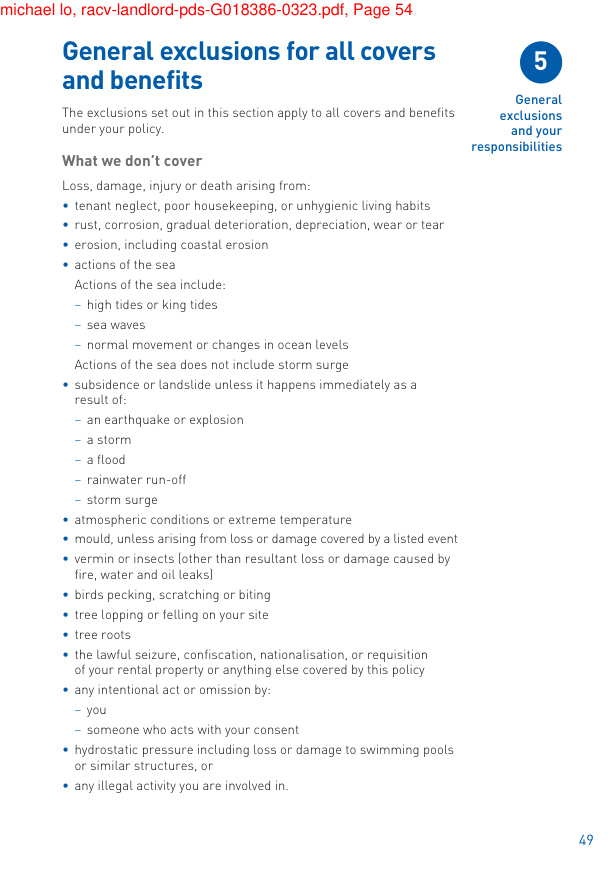 michael lo, racv-landlord-pds-G018386-0323.pdf, Page 54
General exclusions for all covers
and benefits
The exclusions set out in this section apply to all covers and benefits
under your policy.
5
General
exclusions
and your
responsibilities
What we don’t cover
Loss, damage, injury or death arising from:
• tenant neglect, poor housekeeping, or unhygienic living habits
• rust, corrosion, gradual deterioration, depreciation, wear or tear
• erosion, including coastal erosion
• actions of the sea
Actions of the sea include:
– high tides or king tides
– sea waves
– normal movement or changes in ocean levels
Actions of the sea does not include storm surge
• subsidence or landslide unless it happens immediately as a
result of:
– an earthquake or explosion
– a storm
– a flood
– rainwater run-off
– storm surge
• atmospheric conditions or extreme temperature
• mould, unless arising from loss or damage covered by a listed event
• vermin or insects (other than resultant loss or damage caused by
fire, water and oil leaks)
• birds pecking, scratching or biting
• tree lopping or felling on your site
• tree roots
• the lawful seizure, confiscation, nationalisation, or requisition
of your rental property or anything else covered by this policy
• any intentional act or omission by:
– you
– someone who acts with your consent
• hydrostatic pressure including loss or damage to swimming pools
or similar structures, or
• any illegal activity you are involved in.
49